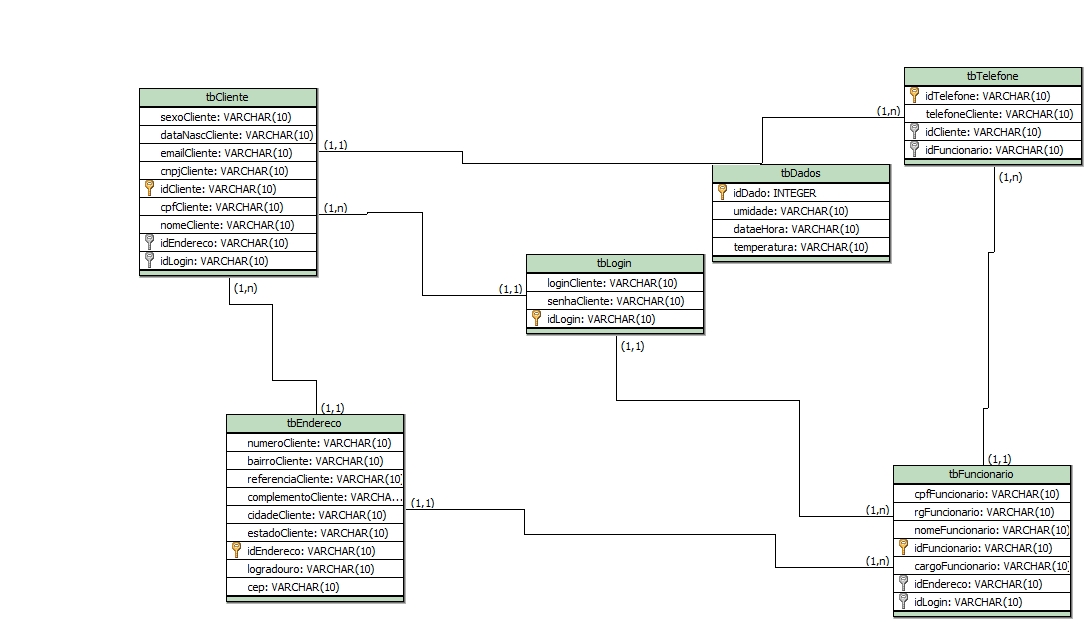 tbCliente
sexoCliente: VARCHAR(10)
dataNascCliente: VARCHAR(10)
emailCliente: VARCHAR(10)
cnpjCliente: VARCHAR(10)
idCliente: VARCHAR(10)
cpfCliente: VARCHAR(10)
nomeCliente: VARCHAR(10)
idEndereco: VARCHAR(10)
idLogin: VARCHAR(10)
(1,1)
(1,n)
(1,n)
tbTelefone
idTelefone: VARCHAR(10)
telefoneCliente: VARCHAR(10)
idCliente: VARCHAR(10)
idFuncionario: VARCHAR(10)
(1,n)
(1,n)
tbDados
idDado: INTEGER
umidade: VARCHAR(10)
dataeHora: VARCHAR(10)
temperatura: VARCHAR(10)
tbLogin
loginCliente: VARCHAR(10)
senhaCliente: VARCHAR(10)
idLogin: VARCHAR(10)
(1,1)
(1,1)
(1,1)
tbEndereco
numeroCliente: VARCHAR(10)
bairroCliente: VARCHAR(10)
referenciaCliente: VARCHAR(10)
complementoCliente: VARCHA...
cidadeCliente: VARCHAR(10)
estadoCliente: VARCHAR(10)
idEndereco: VARCHAR(10)
logradouro: VARCHAR(10)
cep: VARCHAR(10)
(1,1)
(1,1)
tbFuncionario
cpfFuncionario: VARCHAR(10)
rgFuncionario: VARCHAR(10)
nomeFuncionario: VARCHAR(10)
idFuncionario: VARCHAR(10)
cargoFuncionario: VARCHAR(10)
idEndereco: VARCHAR(10)
idLogin: VARCHAR(10)
(1,n)
(1,n)